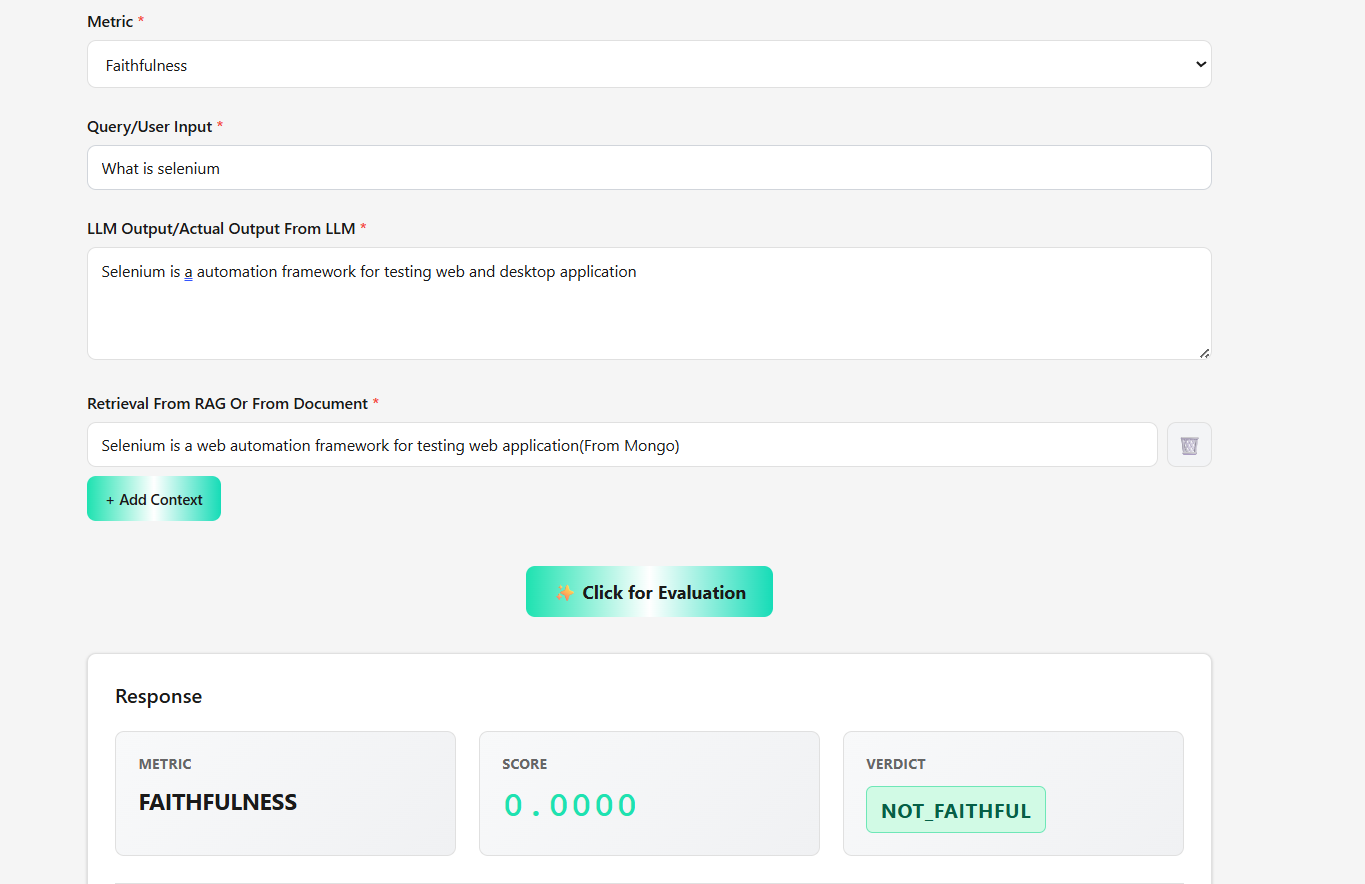 Metric *
Faithfulness
Query/User Input *
What is selenium
LLM Output/Actual Output From LLM *
Selenium is a automation framework for testing web and desktop application
Retrieval From RAG Or From Document *
Selenium is a web automation framework for testing web application(From Mongo)
+ Add Context
✨ Click for Evaluation
Response
METRIC
FAITHFULNESS
SCORE
0.0000
VERDICT
NOT_FAITHFUL